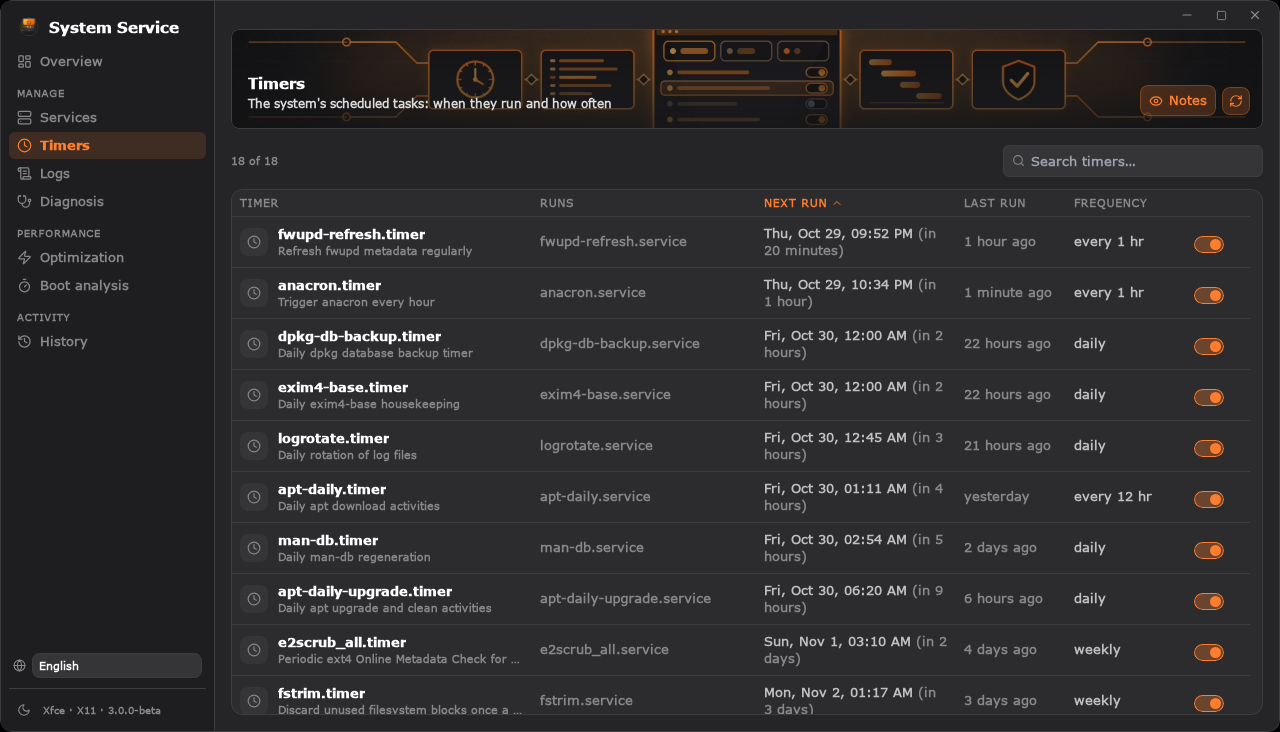 System Service
Overview
MANAGE
Services
Timers
Logs
Diagnosis
PERFORMANCE
Optimization
Boot analysis
ACTIVITY
History
English
Xfce • X11 • 3.0.0-beta
Timers
The system's scheduled tasks: when they run and how often
Notes
18 of 18
Search timers...
TIMER RUNS NEXT RUN LAST RUN FREQUENCY
fwupd-refresh.timer
Refresh fwupd metadata regularly
fwupd-refresh.service
Thu, Oct 29, 09:52 PM (in
20 minutes)
1 hour ago
every 1 hr
anacron.timer
Trigger anacron every hour
anacron.service
Thu, Oct 29, 10:34 PM (in
1 hour)
1 minute ago
every 1 hr
dpkg-db-backup.timer
Daily dpkg database backup timer
dpkg-db-backup.service
Fri, Oct 30, 12:00 AM (in 2
hours)
22 hours ago
daily
exim4-base.timer
Daily exim4-base housekeeping
exim4-base.service
Fri, Oct 30, 12:00 AM (in 2
hours)
22 hours ago
daily
logrotate.timer
Daily rotation of log files
logrotate.service
Fri, Oct 30, 12:45 AM (in 3
hours)
21 hours ago
daily
apt-daily.timer
Daily apt download activities
apt-daily.service
Fri, Oct 30, 01:11 AM (in 4
hours)
yesterday
every 12 hr
man-db.timer
Daily man-db regeneration
man-db.service
Fri, Oct 30, 02:54 AM (in 5
hours)
2 days ago
daily
apt-daily-upgrade.timer
Daily apt upgrade and clean activities
apt-daily-upgrade.service
Fri, Oct 30, 06:20 AM (in 9
hours)
6 hours ago
daily
e2scrub_all.timer
Periodic ext4 Online Metadata Check for ...
e2scrub_all.service
Sun, Nov 1, 03:10 AM (in 2
days)
4 days ago
weekly
fstrim.timer
Discard unused filesystem blocks once a ...
fstrim.service
Mon, Nov 2, 01:17 AM (in
3 days)
3 days ago
weekly